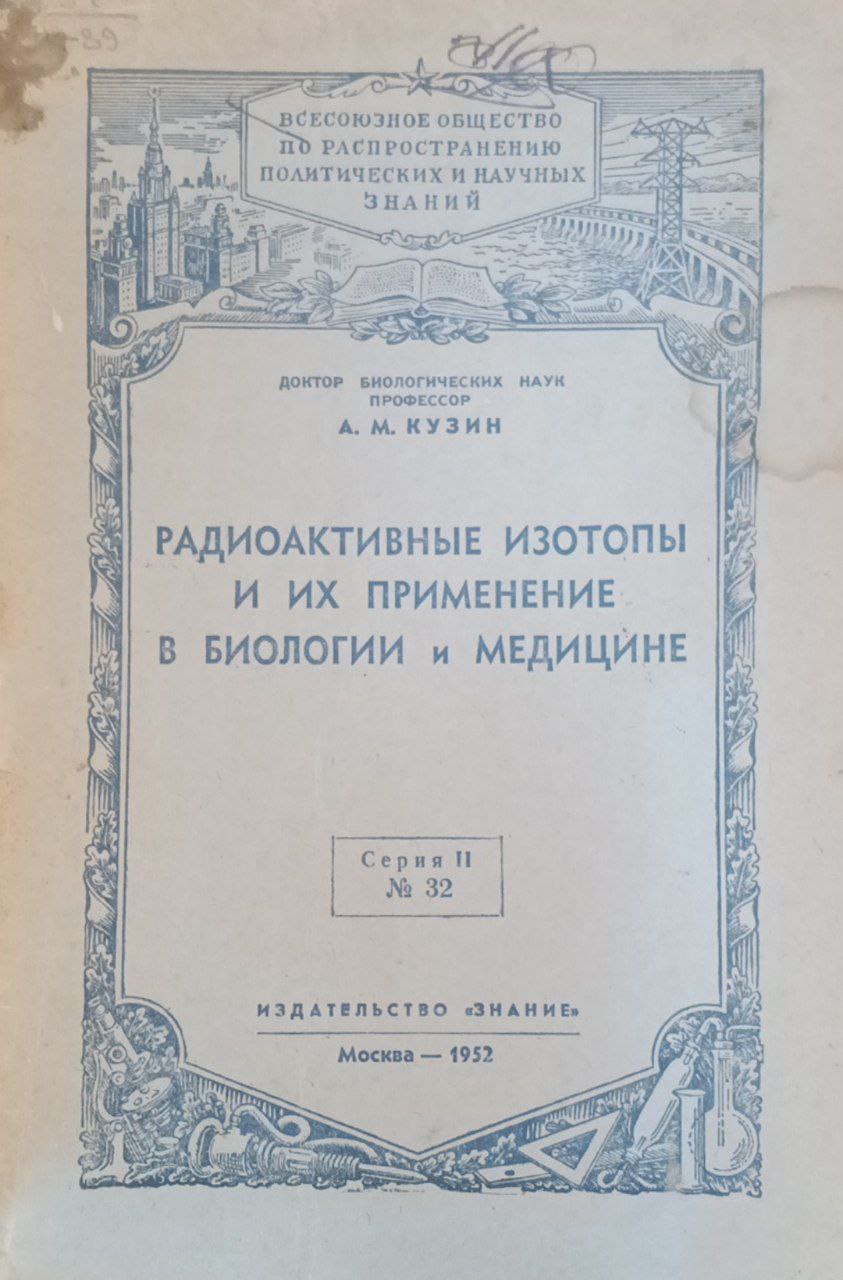 -89
ВСЕСОЮЗНОЕ ОБЩЕСТВО
ПО РАСПРОСТРАНЕНИЮ
ПОЛИТИЧЕСКИХ И НАУЧНЫХ
ЗНАНИЙ
ДОКТОР БИОЛОГИЧЕСКИХ НАУК
ПРОФЕССОР
А. М. КУЗИН
РАДИОАКТИВНЫЕ ИЗОТОПЫ
И ИХ ПРИМЕНЕНИЕ
В БИОЛОГИИ и МЕДИЦИНЕ
Серия II
№ 32
ИЗДАТЕЛЬСТВО «ЗНАНИЕ»
Москва — 1952